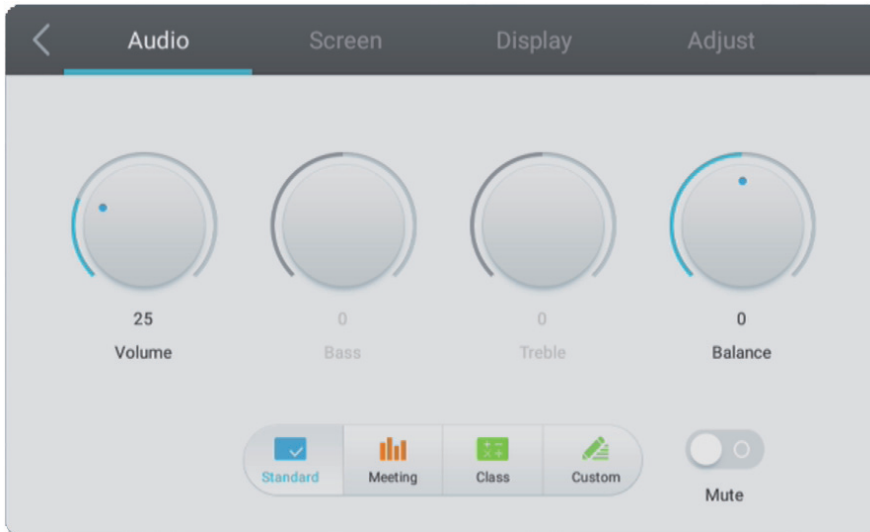 Audio Screen Display Adjust
25 0 0 0
Volume Bass Treble Balance
Standard Meeting Class Custom
Mute